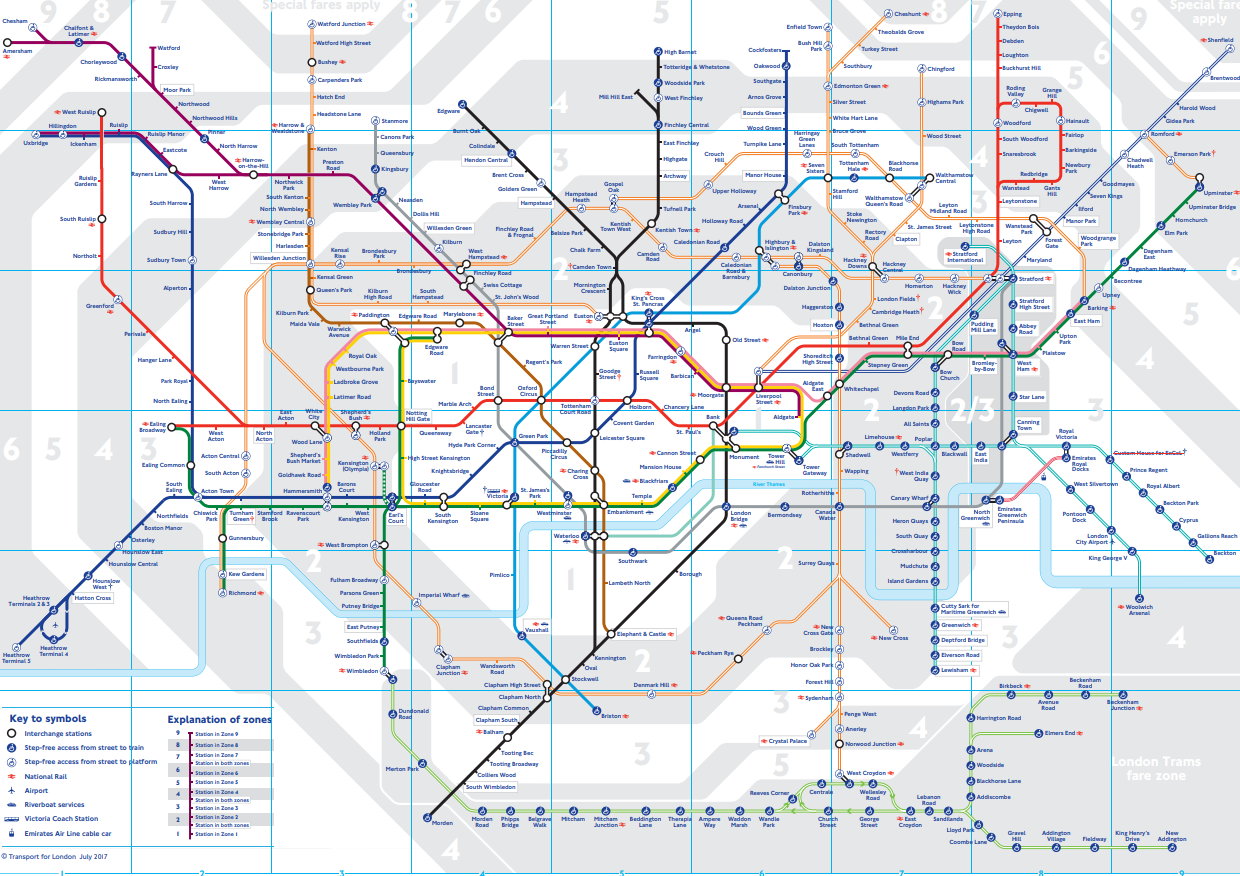 Special fares apply
Special fares
apply
9
8
7
8
7
6
5
9
8
7
9
Chesham
Chalfont &
Latimer
Amersham
Chorleywood
Rickmansworth
Watford
Croxley
Moor Park
Northwood
Northwood Hills
Pinner
North Harrow
Harrow-
on-the-Hill
West Ruislip
Hillingdon
Uxbridge
Ickenham
Ruislip
Ruislip Manor
Eastcote
Rayners Lane
West
Harrow
Ruislip
Gardens
South Ruislip
Northolt
Greenford
Perivale
Hanger Lane
South Harrow
Sudbury Hill
Sudbury Town
Alperton
Park Royal
North Ealing
Ealing
Broadway
Ealing Common
South
Ealing
Acton Town
Northfields
Boston Manor
Osterley
Hounslow East
Hounslow Central
Hounslow
West
Hatton Cross
Heathrow
Terminals 2 & 3
Heathrow
Terminal 4
Heathrow
Terminal 5
Watford Junction
Watford High Street
Bushey
Carpenders Park
Hatch End
Headstone Lane
Harrow &
Wealdstone
Kenton
Preston
Road
Northwick
Park
South Kenton
North Wembley
Wembley Central
Stonebridge Park
Harlesden
Willesden Junction
Kensal Green
Queen's Park
Kilburn Park
Maida Vale
Warwick
Avenue
Stanmore
Canons Park
Queensbury
Kingsbury
Wembley Park
Neasden
Dollis Hill
Willesden Green
Kilburn
West
Hampstead
Finchley Road
Swiss Cottage
St. John's Wood
Kensal
Rise
Brondesbury
Park
Brondesbury
Kilburn
High Road
South
Hampstead
Finchley Road
& Frognal
Edgware
Burnt Oak
Colindale
Hendon Central
Brent Cross
Golders Green
Hampstead
Belsize Park
Chalk Farm
Camden Town
Mornington
Crescent
Hampstead
Heath
Gospel
Oak
Kentish
Town West
High Barnet
Totteridge & Whetstone
Woodside Park
Mill Hill East
West Finchley
Finchley Central
East Finchley
Highgate
Archway
Tufnell Park
Kentish Town
Camden
Road
Crouch
Hill
Upper Holloway
Cockfosters
Oakwood
Southgate
Arnos Grove
Bounds Green
Wood Green
Turnpike Lane
Manor House
Harringay
Green
Lanes
Seven
Sisters
South Tottenham
Tottenham
Hale
Blackhorse
Road
Walthamstow
Central
Walthamstow
Queen's Road
Finsbury
Park
Arsenal
Holloway Road
Caledonian Road
Caledonian
Road &
Barnsbury
Highbury &
Islington
Canonbury
Dalston
Kingsland
Dalston Junction
Haggerston
Hoxton
Shoreditch
High Street
Enfield Town
Bush Hill
Park
Cheshunt
Theobalds Grove
Turkey Street
Southbury
Edmonton Green
Silver Street
White Hart Lane
Bruce Grove
Stamford
Hill
Stoke
Newington
Rectory
Road
Clapton
Hackney
Downs
Hackney
Central
London Fields
Cambridge Heath
Bethnal Green
St. James Street
Chingford
Highams Park
Wood Street
Leyton
Midland Road
Leytonstone
High Road
Homerton
Hackney
Wick
Epping
Theydon Bois
Debden
Loughton
Buckhurst Hill
Roding
Valley
Grange
Hill
Chigwell
Woodford
Hainault
Fairlop
Barkingside
Newbury
Park
Gants
Hill
Redbridge
Wanstead
South Woodford
Snaresbrook
Leytonstone
Leyton
Wanstead
Park
Forest
Gate
Woodgrange
Park
Manor Park
Ilford
Seven Kings
Goodmayes
Chadwell
Heath
Romford
Emerson Park
Gidea Park
Harold Wood
Brentwood
Shenfield
Upminster
Upminster Bridge
Hornchurch
Elm Park
Dagenham
East
Dagenham Heathway
Becontree
Upney
Barking
East Ham
Upton
Park
Plaistow
Maryland
Stratford
International
Stratford
Stratford
High Street
Abbey
Road
West
Ham
Star Lane
Canning
Town
Pudding
Mill Lane
Bow
Road
Bow
Church
Bromley-
by-Bow
Mile End
Bethnal Green
Stepney Green
Whitechapel
Devons Road
Langdon Park
All Saints
Poplar
Blackwall
East
India
Limehouse
Westferry
West India
Quay
Canary Wharf
Heron Quays
South Quay
Crossharbour
Mudchute
Island Gardens
Cutty Sark for
Maritime Greenwich
Greenwich
Deptford Bridge
Elverson Road
Lewisham
North
Greenwich
Emirates
Greenwich
Peninsula
Royal
Victoria
Emirates
Royal
Docks
Custom House for ExCeL
Prince Regent
Royal Albert
Beckton Park
Cyprus
Gallions Reach
Beckton
West Silvertown
Pontoon
Dock
London
City Airport
King George V
Woolwich
Arsenal
Paddington
Edgware Road
Marylebone
Baker
Street
Great Portland
Street
Euston
King's Cross
St. Pancras
Edgware
Road
Regent's Park
Warren Street
Euston
Square
Goodge
Street
Russell
Square
Farringdon
Barbican
Angel
Old Street
Moorgate
Liverpool
Street
Aldgate
East
Aldgate
Royal Oak
Westbourne Park
Ladbroke Grove
Latimer Road
Bayswater
Notting
Hill Gate
Queensway
Lancaster
Gate
Marble Arch
Bond
Street
Oxford
Circus
Tottenham
Court Road
Holborn
Chancery Lane
St. Paul's
Bank
Covent Garden
Leicester Square
Piccadilly
Circus
Green Park
Hyde Park Corner
Knightsbridge
Charing
Cross
Monument
Tower
Hill
Fenchurch Street
Tower
Gateway
Cannon Street
Mansion House
Blackfriars
Temple
Embankment
Westminster
St. James's
Park
Victoria
Sloane
Square
South
Kensington
Gloucester
Road
High Street Kensington
Earl's
Court
West
Acton
North
Acton
East
Acton
White
City
Shepherd's
Bush
Holland
Park
Wood Lane
Shepherd's
Bush Market
Goldhawk Road
Hammersmith
Barons
Court
Kensington
(Olympia)
West
Kensington
Acton Central
South Acton
Chiswick
Park
Turnham
Green
Stamford
Brook
Ravenscourt
Park
Gunnersbury
Kew Gardens
Richmond
West Brompton
Fulham Broadway
Parsons Green
Putney Bridge
East Putney
Southfields
Wimbledon Park
Wimbledon
Imperial Wharf
Clapham
Junction
Wandsworth
Road
Clapham High Street
Clapham North
Clapham Common
Clapham South
Balham
Tooting Bec
Tooting Broadway
Colliers Wood
South Wimbledon
Morden
Pimlico
Vauxhall
Stockwell
Brixton
Oval
Kennington
Elephant & Castle
Lambeth North
Waterloo
Southwark
Borough
London
Bridge
Bermondsey
Canada
Water
Rotherhithe
Wapping
Shadwell
River Thames
Surrey Quays
Queens Road
Peckham
Peckham Rye
Denmark Hill
New
Cross Gate
New Cross
Brockley
Honor Oak Park
Forest Hill
Sydenham
Penge West
Anerley
Crystal Palace
Norwood Junction
West Croydon
Dundonald
Road
Merton Park
Morden
Road
Phipps
Bridge
Belgrave
Walk
Mitcham
Mitcham
Junction
Beddington
Lane
Therapia
Lane
Ampere
Way
Waddon
Marsh
Wandle
Park
Reeves Corner
Centrale
Church
Street
Wellesley
Road
George
Street
East
Croydon
Lebanon
Road
Sandilands
Lloyd Park
Coombe Lane
Gravel
Hill
Addington
Village
Fieldway
King Henry's
Drive
New
Addington
Addiscombe
Blackhorse Lane
Woodside
Arena
Elmers End
Harrington Road
Birkbeck
Avenue
Road
Beckenham
Road
Beckenham
Junction
London Trams
fare zone
Key to symbols
Interchange stations
Step-free access from street to train
Step-free access from street to platform
National Rail
Airport
Riverboat services
Victoria Coach Station
Emirates Air Line cable car
Explanation of zones
9 Station in Zone 9
8 Station in Zone 8
7 Station in Zone 7
Station in both zones
6 Station in Zone 6
5 Station in Zone 5
4 Station in Zone 4
Station in both zones
3 Station in Zone 3
2 Station in Zone 2
Station in both zones
1 Station in Zone 1
© Transport for London July 2017
1
2
3
4
5
6
7
8
9